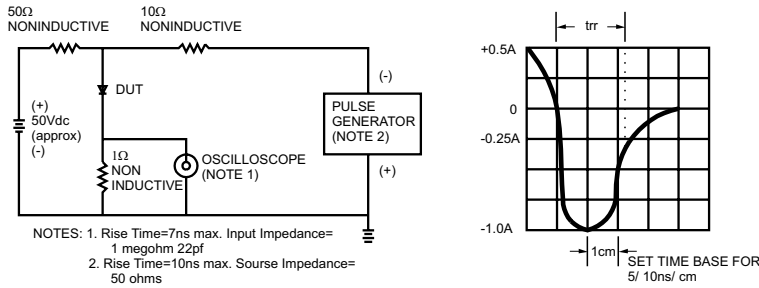 50Ω
NONINDUCTIVE
10Ω
NONINDUCTIVE
(+)
50Vdc
(approx)
(-)
DUT
1Ω
NON
INDUCTIVE
OSCILLOSCOPE
(NOTE 1)
(-)
PULSE
GENERATOR
(NOTE 2)
(+)
NOTES: 1. Rise Time=7ns max. Input Impedance=
1 megohm 22pf
2. Rise Time=10ns max. Sourse Impedance=
50 ohms
trr
+0.5A
0
-0.25A
-1.0A
1cm
SET TIME BASE FOR
5/ 10ns/ cm